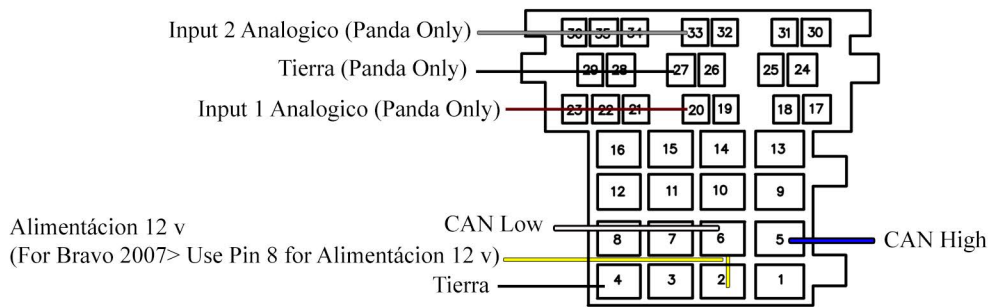 Input 2 Analogico (Panda Only)
36 35 34 33 32 31 30
Tierra (Panda Only)
29 28 27 26 25 24
Input 1 Analogico (Panda Only)
23 22 21 20 19 18 17
16 15 14 13
12 11 10 9
Alimentácion 12 v
CAN Low
8 7 6 5
CAN High
(For Bravo 2007> Use Pin 8 for Alimentácion 12 v)
Tierra
4 3 2 1